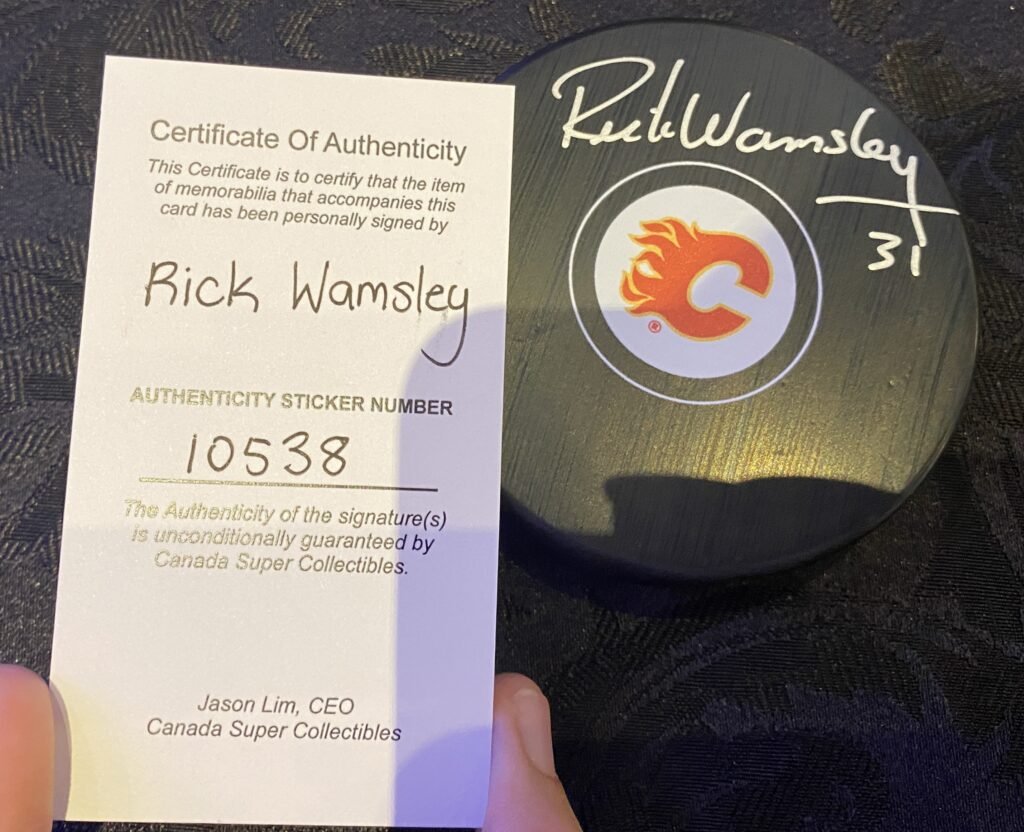 Certificate Of Authenticity
This Certificate is to certify that the item
of memorabilia that accompanies this
card has been personally signed by
Rick Wamsley
AUTHENTICITY STICKER NUMBER
10538
The Authenticity of the signature(s)
is unconditionally guaranteed by
Canada Super Collectibles.
Jason Lim, CEO
Canada Super Collectibles
Rick Wamsley
31
C
®